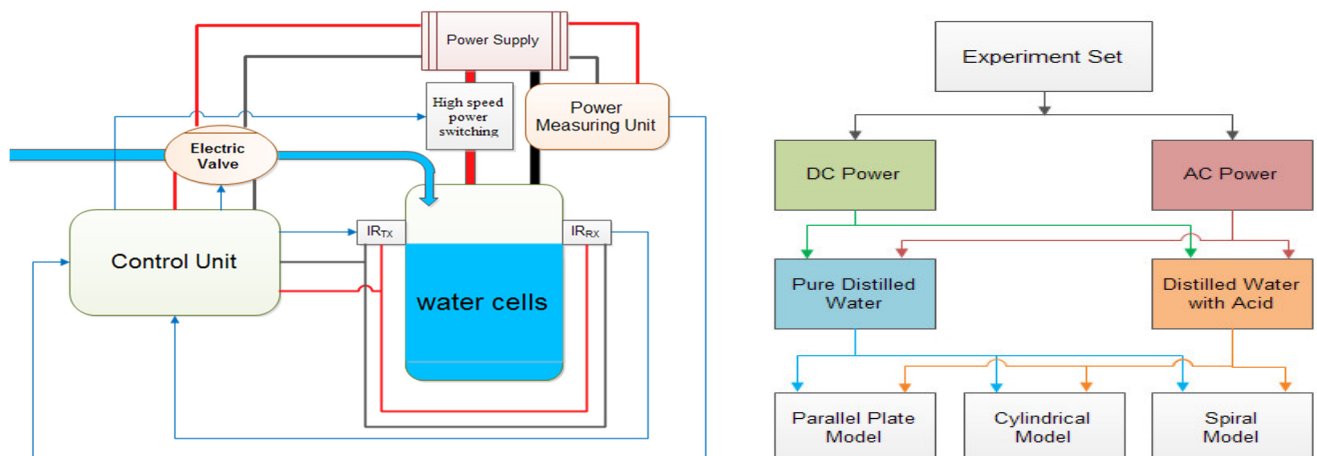 Power Supply
High speed
power
switching
Power
Measuring Unit
Electric
Valve
IRTX
IRRX
Control Unit
water cells
Experiment Set
DC Power
AC Power
Pure Distilled
Water
Distilled Water
with Acid
Parallel Plate
Model
Cylindrical
Model
Spiral
Model